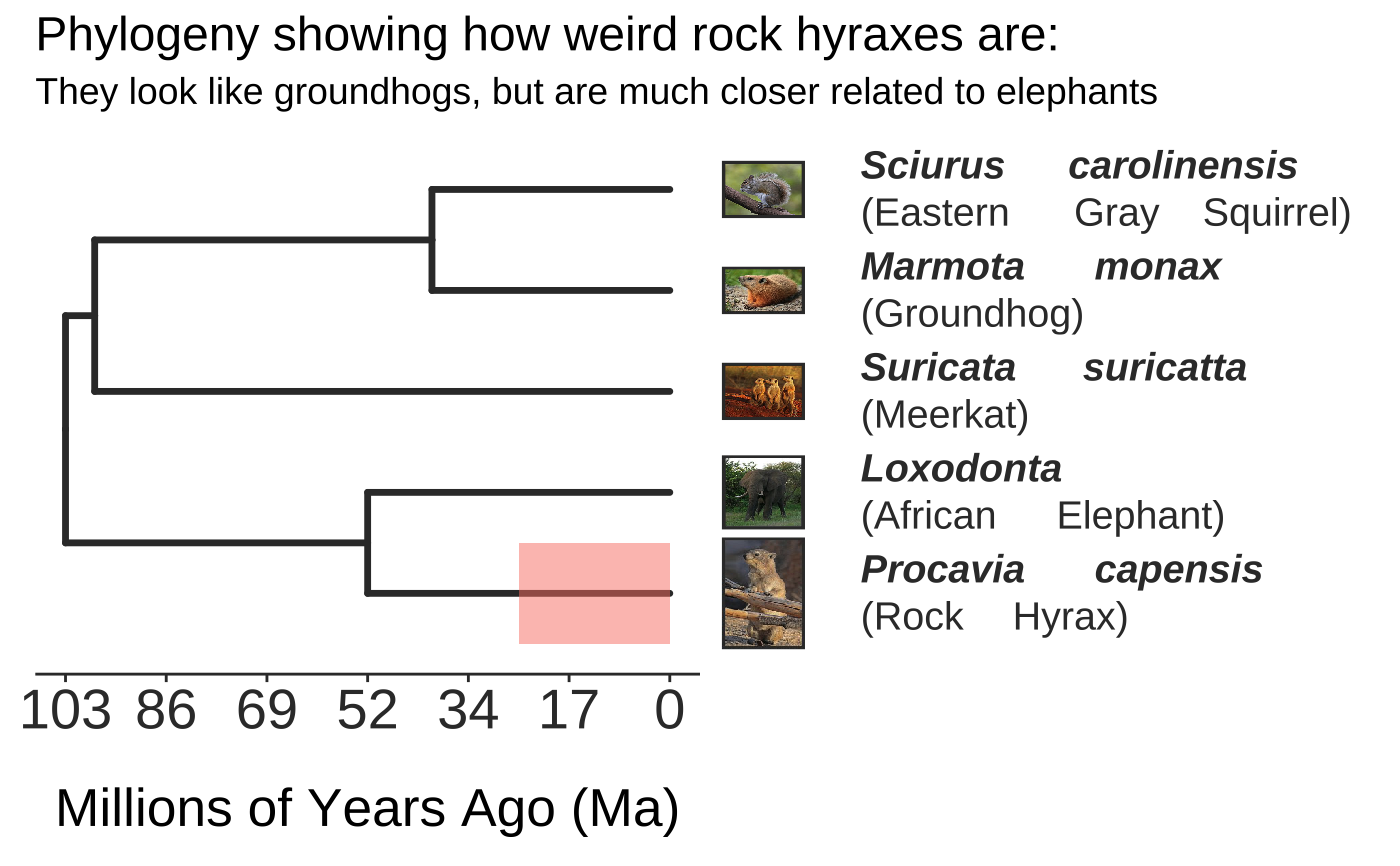 Phylogeny showing how weird rock hyraxes are:
They look like groundhogs, but are much closer related to elephants
Sciurus carolinensis
(Eastern Gray Squirrel)
Marmota monax
(Groundhog)
Suricata suricatta
(Meerkat)
Loxodonta
(African Elephant)
Procavia capensis
(Rock Hyrax)
103 86 69 52 34 17 0
Millions of Years Ago (Ma)